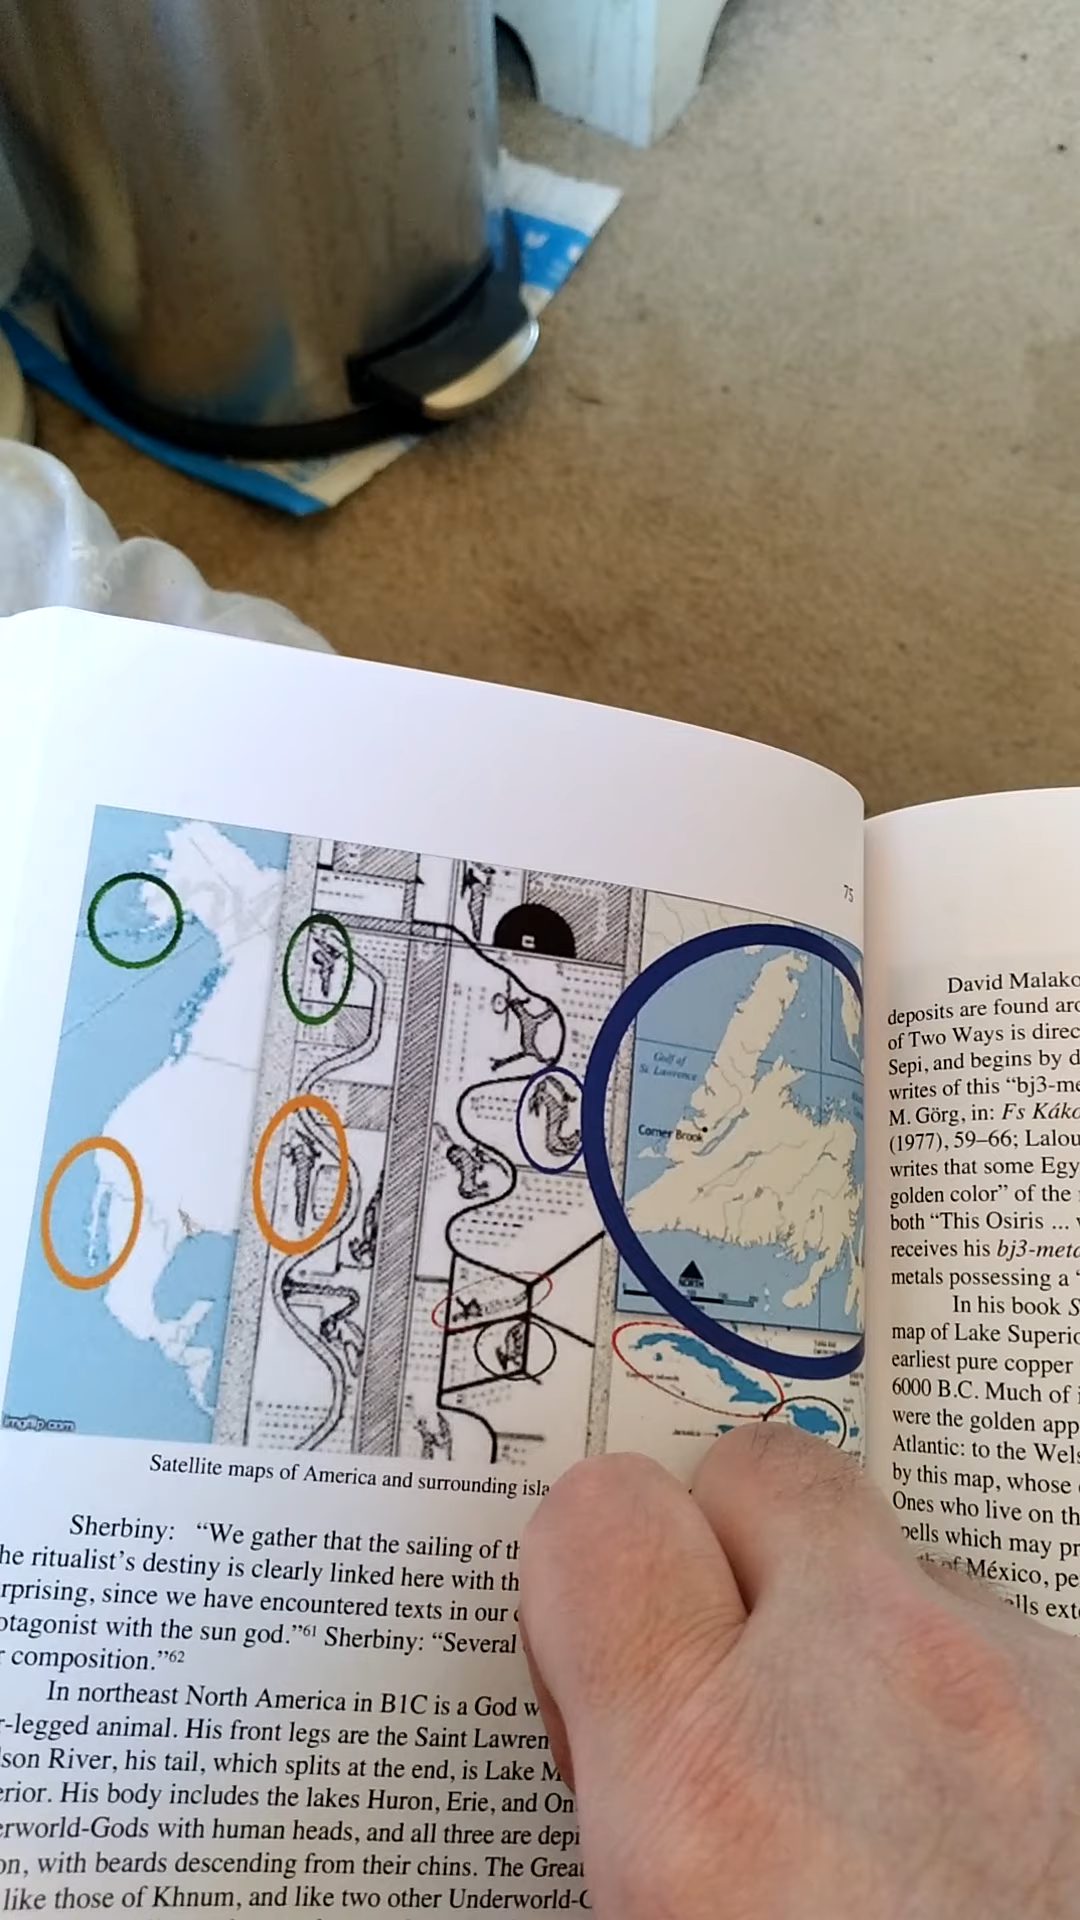 75
Gulf of
St. Lawrence
Corner Brook
NORTH
Jamaica
imgflip.com
Satellite maps of America and surrounding isla
Sherbiny: “We gather that the sailing of th
he ritualist’s destiny is clearly linked here with th
rprising, since we have encountered texts in our
otagonist with the sun god.”61 Sherbiny: “Several
composition.”62
In northeast North America in B1C is a God w
r-legged animal. His front legs are the Saint Lawren
lson River, his tail, which splits at the end, is Lake M
erior. His body includes the lakes Huron, Erie, and On
erworld-Gods with human heads, and all three are depi
on, with beards descending from their chins. The Great
like those of Khnum, and like two other Underworld-G
David Malako
deposits are found aro
of Two Ways is direc
Sepi, and begins by d
writes of this “bj3-me
M. Görg, in: Fs Káko
(1977), 59–66; Lalou
writes that some Egy
golden color” of the
both “This Osiris ...
receives his bj3-meta
metals possessing a
In his book S
map of Lake Superio
earliest pure copper
6000 B.C. Much of i
were the golden app
Atlantic: to the Wels
by this map, whose
Ones who live on th
pells which may pr
of México, pe
lls exte